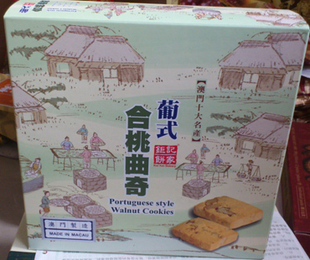 【澳門十大名產】
葡式
合桃曲奇
鉅記
餅家
Portuguese style
Walnut Cookies
澳門製造
MADE IN MACAU